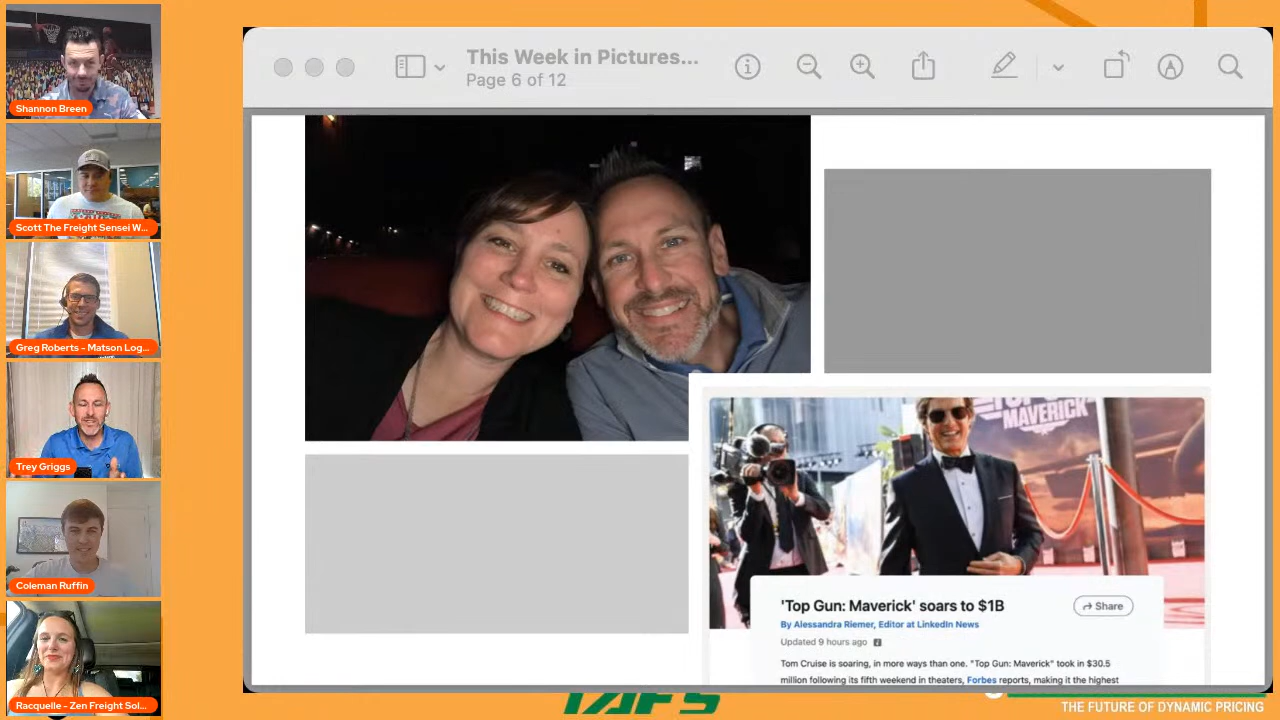 Shannon Breen
Scott The Freight Sensei W...
Greg Roberts - Matson Log...
Trey Griggs
Coleman Ruffin
Racquelle - Zen Freight Sol...
This Week in Pictures...
Page 6 of 12
TOP GUN
MAVERICK
'Top Gun: Maverick' soars to $1B
Share
By Alessandra Riemer, Editor at LinkedIn News
Updated 9 hours ago
Tom Cruise is soaring, in more ways than one. "Top Gun: Maverick" took in $30.5
million following its fifth weekend in theaters, Forbes reports, making it the highest
TAFS
THE FUTURE OF DYNAMIC PRICING